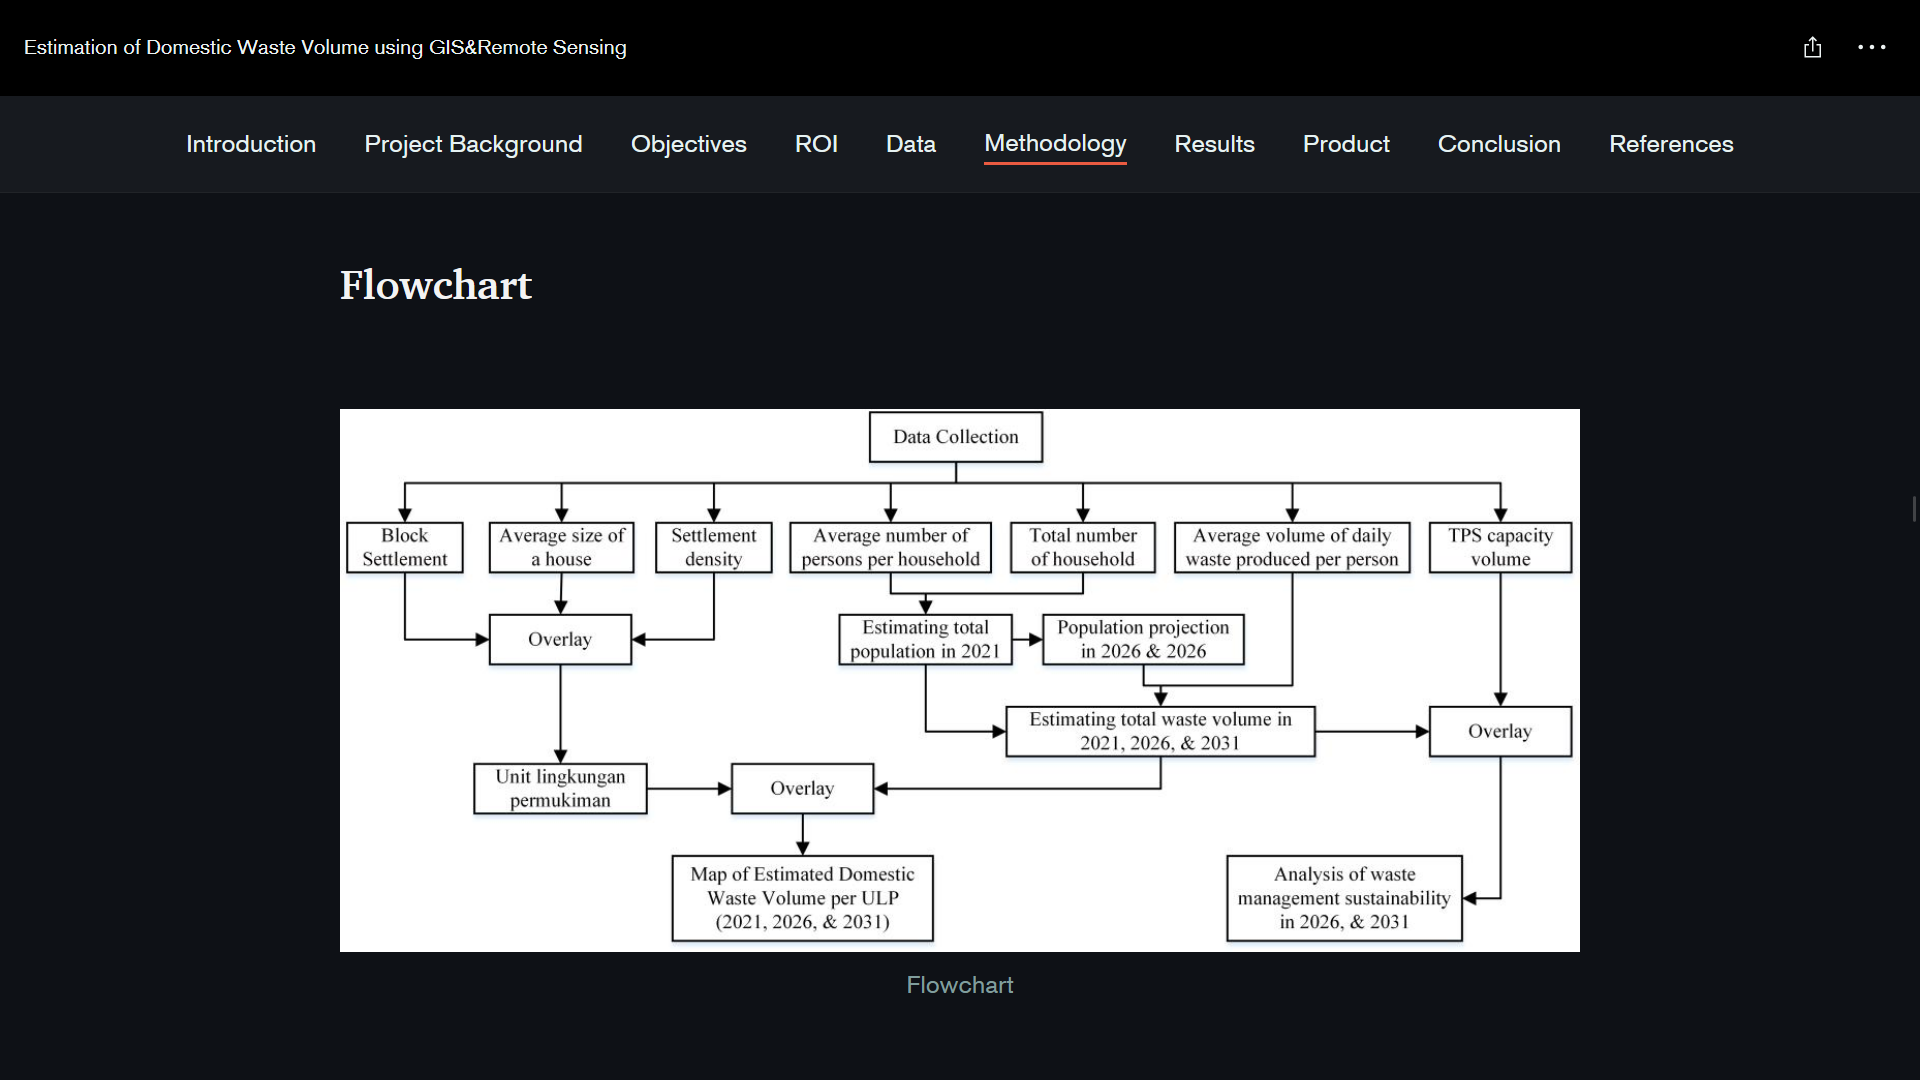 Estimation of Domestic Waste Volume using GIS&Remote Sensing
Introduction
Project Background
Objectives
ROI
Data
Methodology
Results
Product
Conclusion
References
Flowchart
Data Collection
Block
Settlement
Average size of
a house
Settlement
density
Average number of
persons per household
Total number
of household
Average volume of daily
waste produced per person
TPS capacity
volume
Overlay
Estimating total
population in 2021
Population projection
in 2026 & 2026
Estimating total waste volume in
2021, 2026, & 2031
Overlay
Unit lingkungan
permukiman
Overlay
Map of Estimated Domestic
Waste Volume per ULP
(2021, 2026, & 2031)
Analysis of waste
management sustainability
in 2026, & 2031
Flowchart